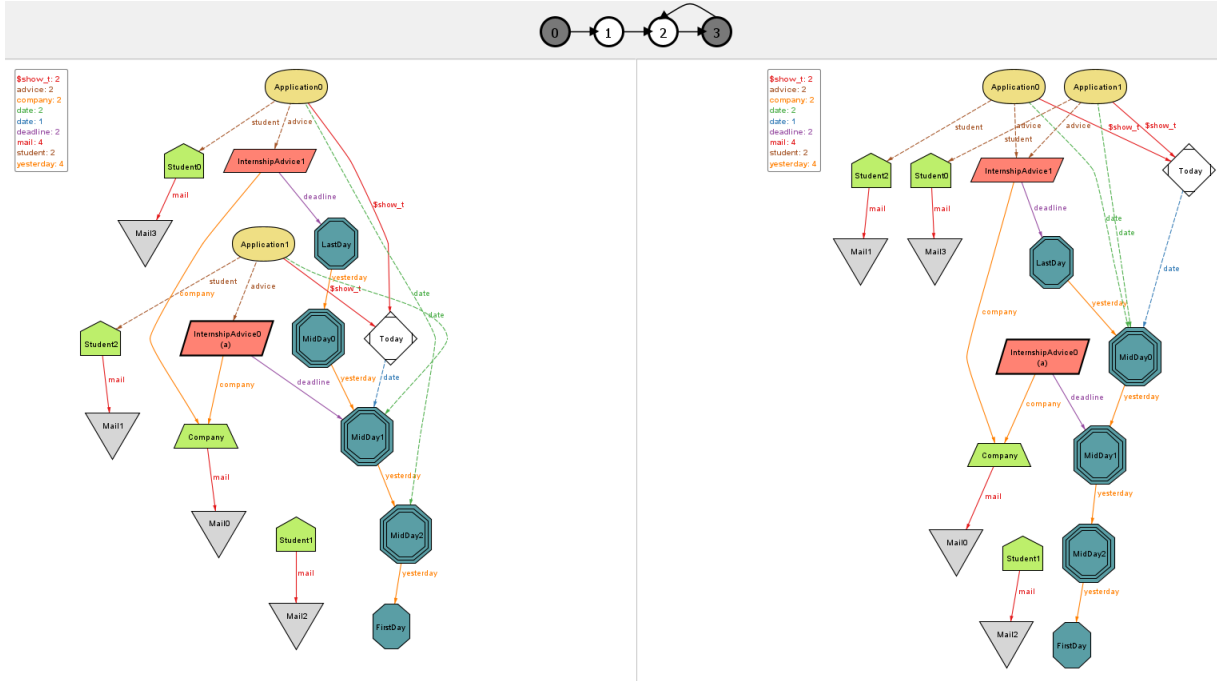 0
1
2
3
$show_t: 2
advice: 2
company: 2
date: 2
date: 1
deadline: 2
mail: 4
student: 2
yesterday: 4
Application0
student
advice
Student0
InternshipAdvice1
mail
deadline
$show_t
Mail3
Application1
LastDay
student
yesterday
advice
$show_t
company
date
date
Student2
InternshipAdvice0
(a)
MidDay0
Today
mail
company
deadline
yesterday
date
Mail1
Company
MidDay1
mail
yesterday
Mail0
Student1
MidDay2
mail
yesterday
Mail2
FirstDay
$show_t: 2
advice: 2
company: 2
date: 2
date: 1
deadline: 2
mail: 4
student: 2
yesterday: 4
Application0
Application1
student
advice
student
advice
$show_t
$show_t
Student2
Student0
InternshipAdvice1
Today
mail
mail
deadline
date
date
Mail1
Mail3
LastDay
date
yesterday
company
InternshipAdvice0
(a)
MidDay0
company
deadline
yesterday
Company
MidDay1
mail
yesterday
Mail0
Student1
MidDay2
mail
yesterday
Mail2
FirstDay